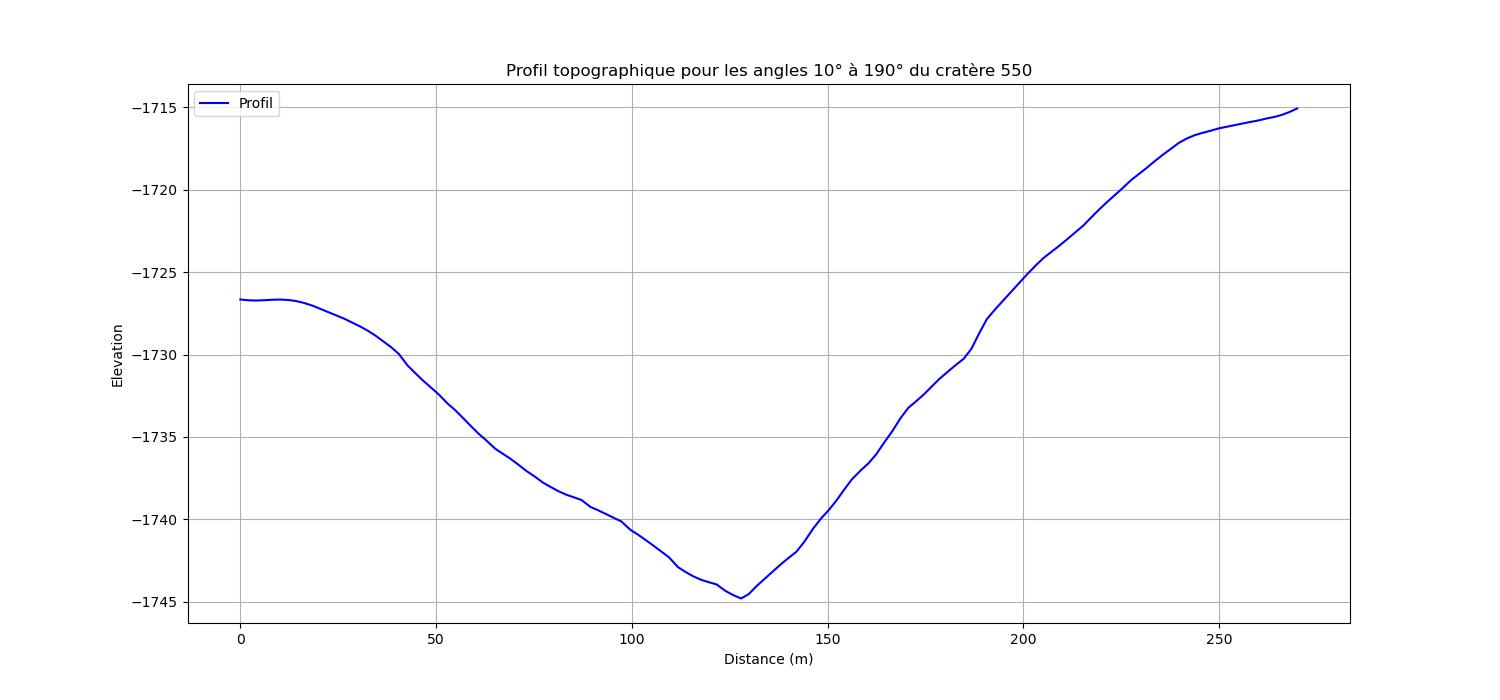 Profil topographique pour les angles 10° à 190° du cratère 550
Profil
−1715
−1720
−1725
−1730
−1735
−1740
−1745
Elevation
0 50 100 150 200 250
Distance (m)